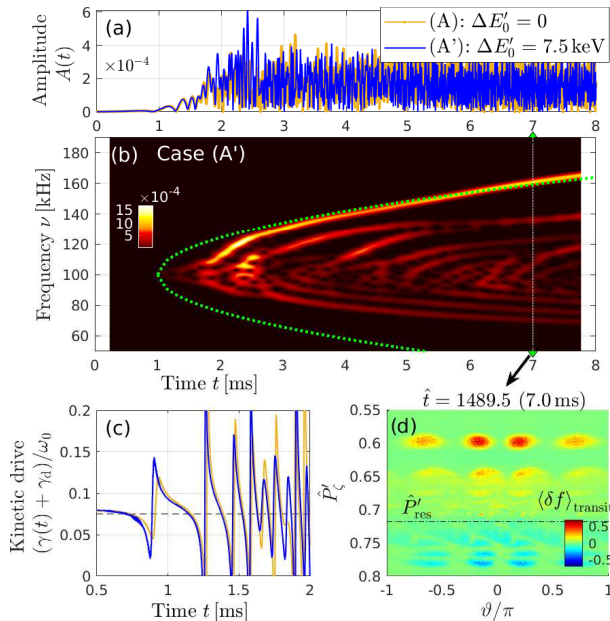 (a)
(A): ΔE′₀ = 0
(A'): ΔE′₀ = 7.5 keV
Amplitude
A(t)
×10⁻⁴
6
4
2
0
0 1 2 3 4 5 6 7 8
(b) Case (A')
×10⁻⁴
15
10
5
Frequency ν [kHz]
180
160
140
120
100
80
60
0 1 2 3 4 5 6 7 8
Time t [ms]
t̂ = 1489.5 (7.0 ms)
(c)
Kinetic drive
(γ(t) + γd)/ω₀
0.2
0.15
0.1
0.05
0
0.5 1 1.5 2
Time t [ms]
(d)
P̂′ζ
0.55
0.6
0.65
0.7
0.75
0.8
P̂′res
⟨δf⟩transit
0.5
0
-0.5
-1 -0.5 0 0.5 1
ϑ/π